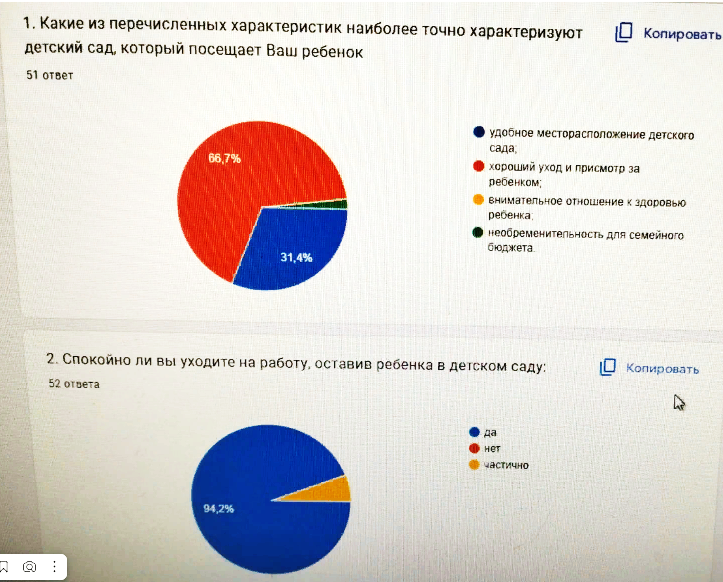 1. Какие из перечисленных характеристик наиболее точно характеризуют
детский сад, который посещает Ваш ребенок
Копировать
51 ответ
66,7%
31,4%
удобное месторасположение детского
сада;
хороший уход и присмотр за
ребенком;
внимательное отношение к здоровью
ребенка;
необременительность для семейного
бюджета.
2. Спокойно ли вы уходите на работу, оставив ребенка в детском саду;
Копировать
52 ответа
94,2%
да
нет
частично